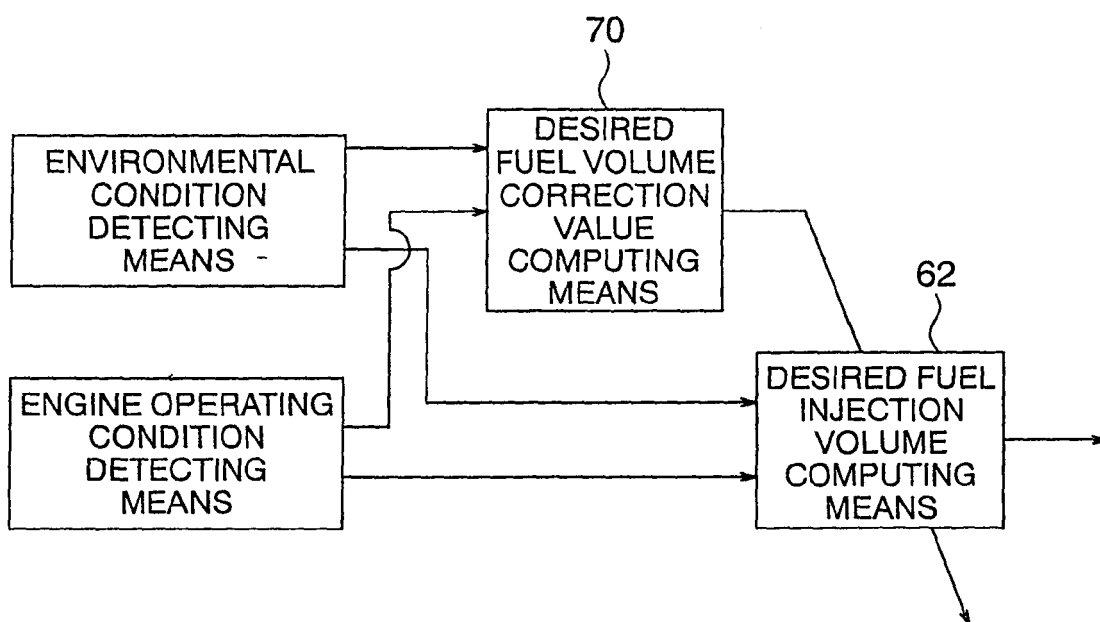 70
ENVIRONMENTAL
CONDITION
DETECTING
MEANS
DESIRED
FUEL VOLUME
CORRECTION
VALUE
COMPUTING
MEANS
62
ENGINE OPERATING
CONDITION
DETECTING
MEANS
DESIRED FUEL
INJECTION
VOLUME
COMPUTING
MEANS